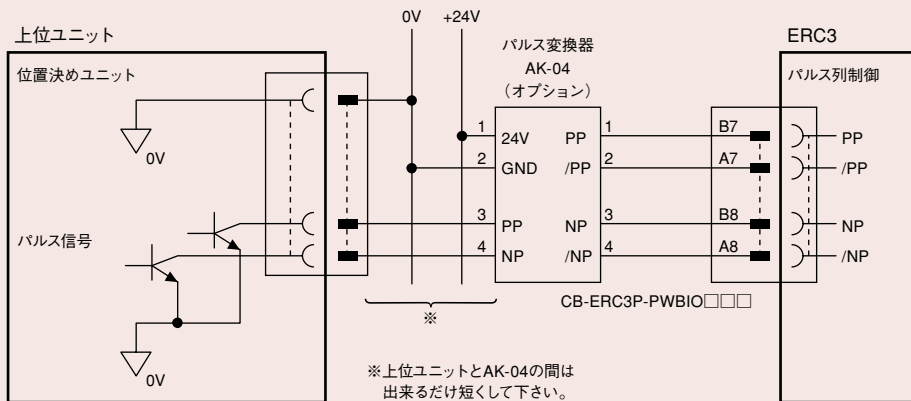 0V +24V
上位ユニット
パルス変換器
AK-04
（オプション）
ERC3
位置決めユニット
パルス列制御
0V
1 24V PP 1 B7 PP
2 GND /PP 2 A7 /PP
パルス信号
3 PP NP 3 B8 NP
4 NP /NP 4 A8 /NP
CB-ERC3P-PWBIO□□□
※
0V
※上位ユニットとAK-04の間は
出来るだけ短くして下さい。